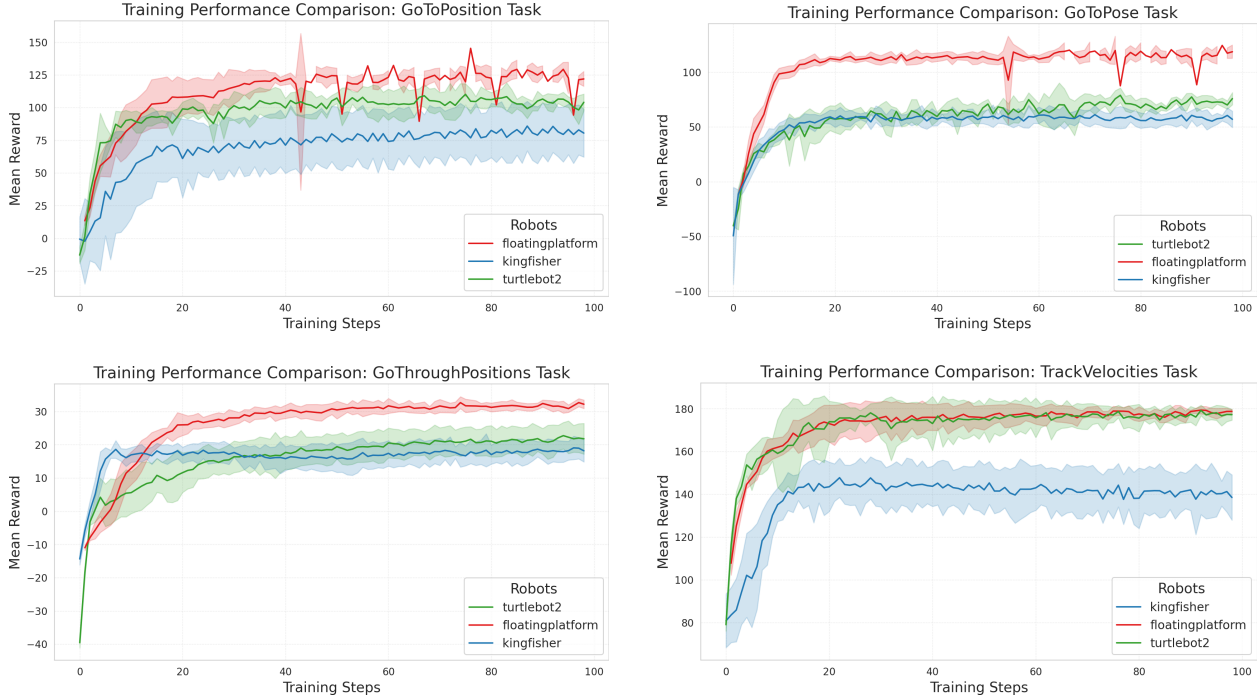 Training Performance Comparison: GoToPosition Task
Mean Reward
150
125
100
75
50
25
0
−25
0 20 40 60 80 100
Training Steps
Robots
floatingplatform
kingfisher
turtlebot2
Training Performance Comparison: GoToPose Task
Mean Reward
100
50
0
−50
−100
0 20 40 60 80 100
Training Steps
Robots
turtlebot2
floatingplatform
kingfisher
Training Performance Comparison: GoThroughPositions Task
Mean Reward
30
20
10
0
−10
−20
−30
−40
0 20 40 60 80 100
Training Steps
Robots
turtlebot2
floatingplatform
kingfisher
Training Performance Comparison: TrackVelocities Task
Mean Reward
180
160
140
120
100
80
0 20 40 60 80 100
Training Steps
Robots
kingfisher
floatingplatform
turtlebot2